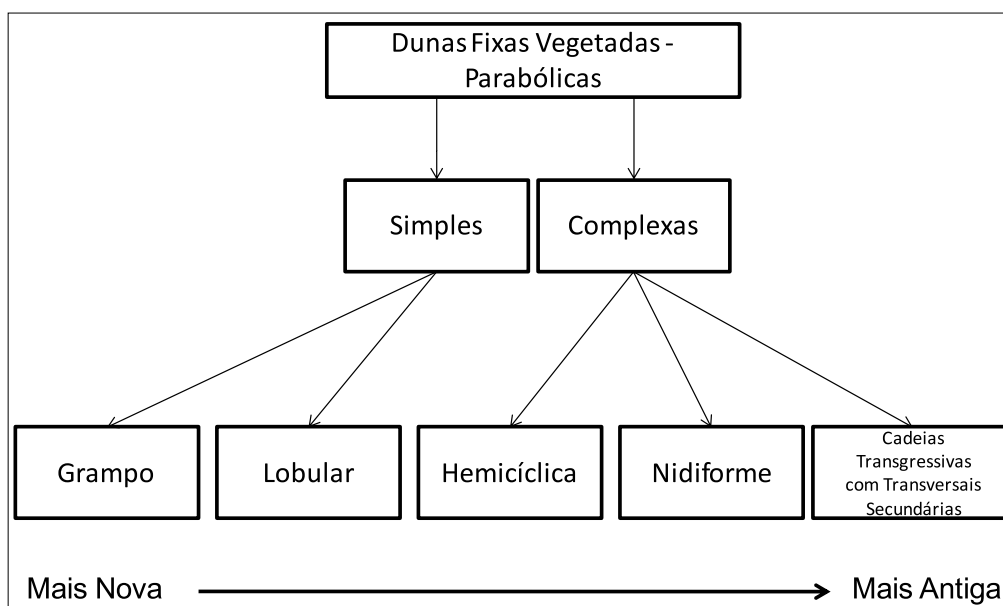 Dunas Fixas Vegetadas -
Parabólicas
Simples
Complexas
Grampo
Lobular
Hemicíclica
Nidiforme
Cadeias
Transgressivas
com Transversais
Secundárias
Mais Nova
Mais Antiga